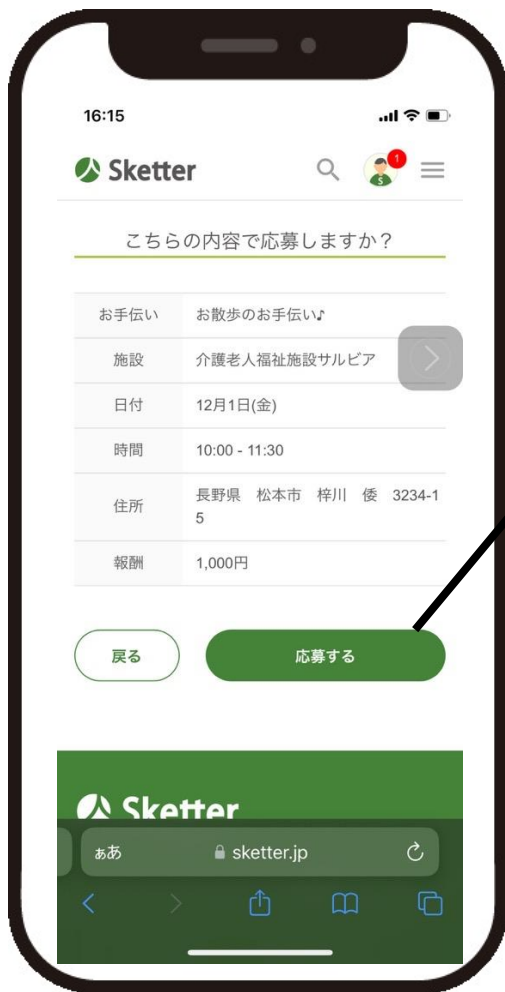 16:15
Sketter
1
S
こちらの内容で応募しますか？
お手伝い お散歩のお手伝い♪
施設 介護老人福祉施設サルビア
日付 12月1日(金)
時間 10:00 - 11:30
住所 長野県 松本市 梓川 倭 3234-1
5
報酬 1,000円
戻る 応募する
Sketter
ぁあ sketter.jp